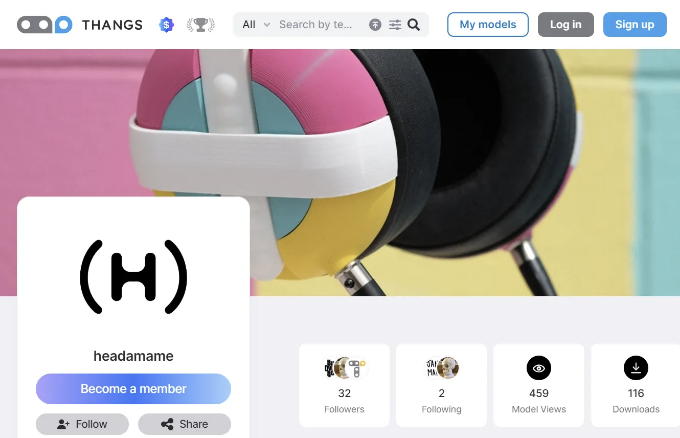 THANGS
All
Search by te...
My models
Log in
Sign up
(H)
headamame
Become a member
Follow
Share
32
Followers
2
Following
459
Model Views
116
Downloads